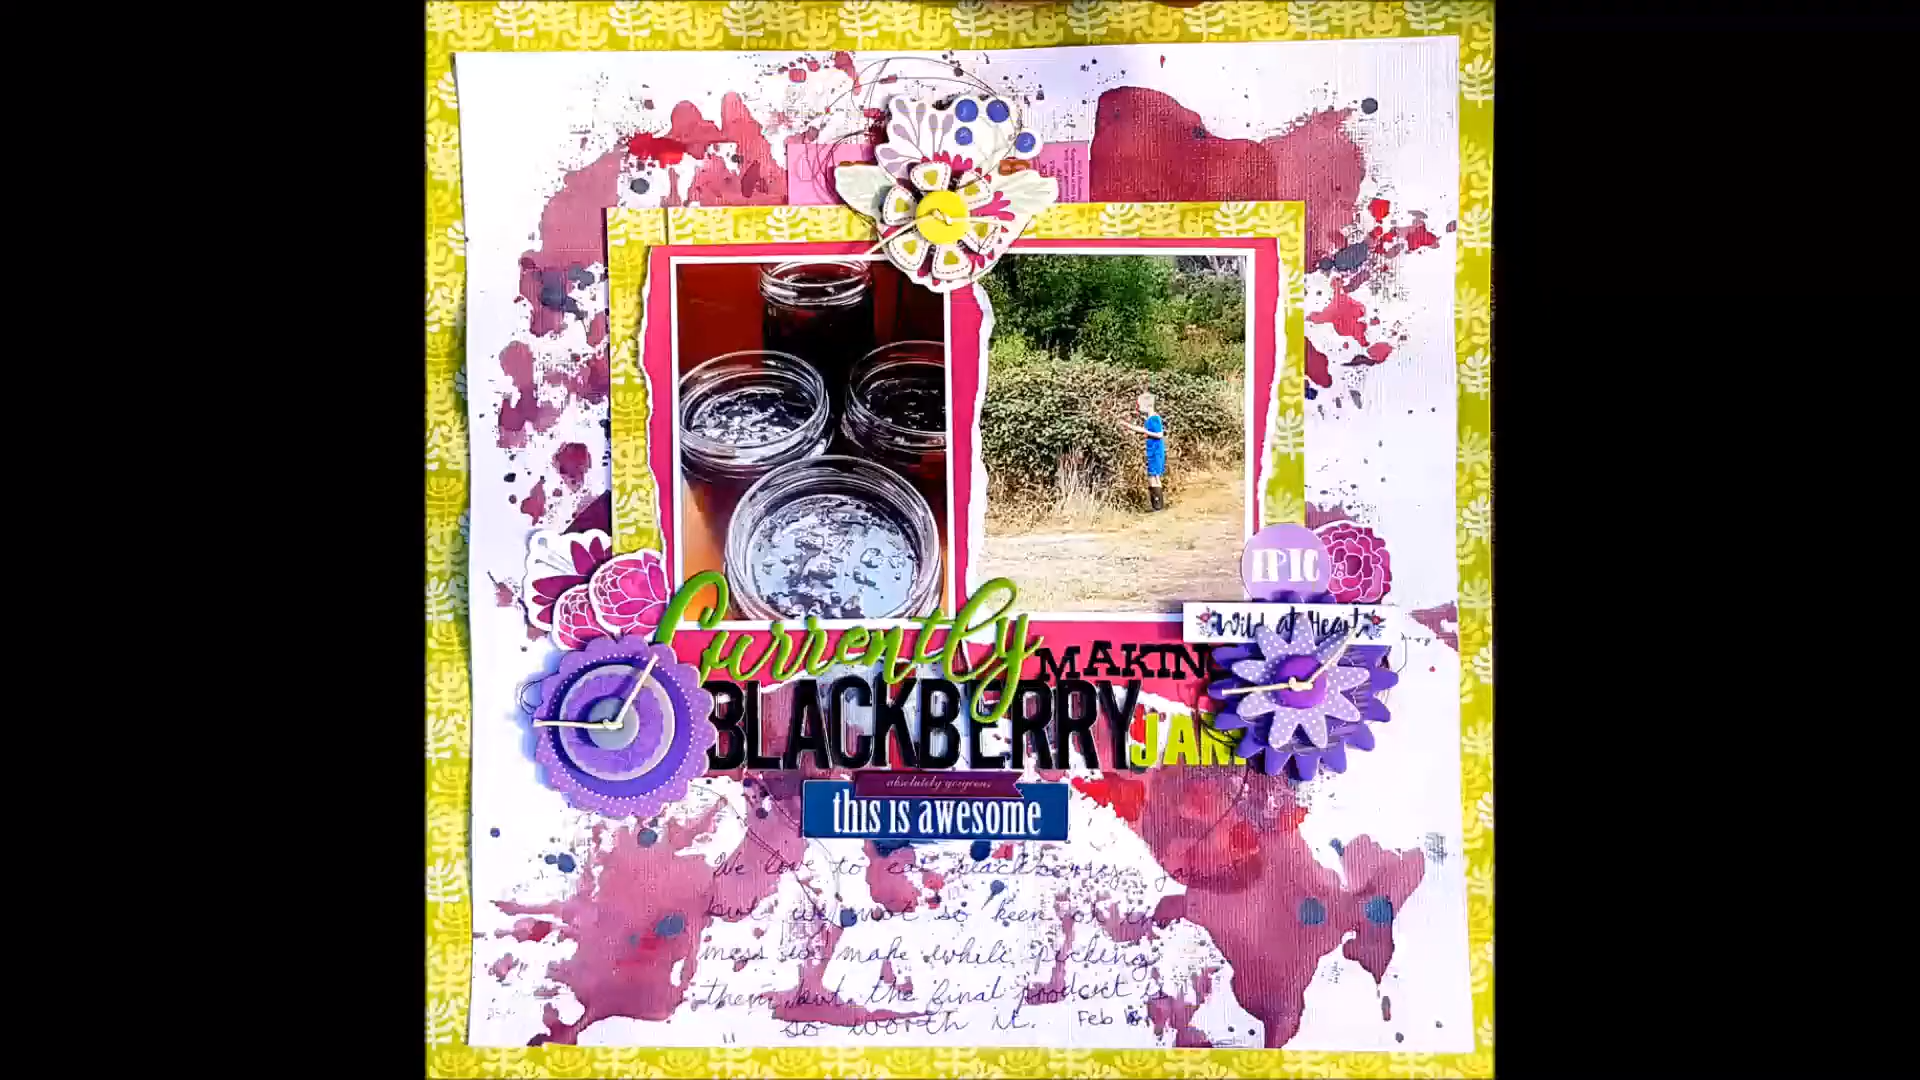 EPIC
Wild at Heart
Currently
MAKING
BLACKBERRY JAM
absolutely gorgeous
this is awesome
We love to eat blackberry jam
but we not so keen on the
mess we make while picking
them but the final product is
so worth it. Feb